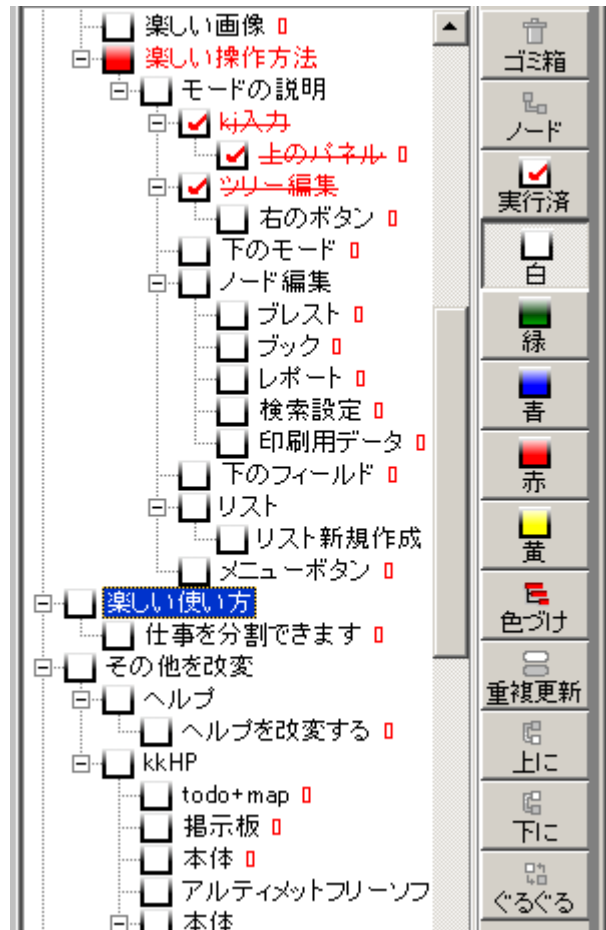 楽しい画像
楽しい操作方法
モードの説明
kj入力
上のパネル
ツリー編集
右のボタン
下のモード
ノード編集
ブレスト
ブック
レポート
検索設定
印刷用データ
下のフィールド
リスト
リスト新規作成
メニューボタン
楽しい使い方
仕事を分割できます
その他を改変
ヘルプ
ヘルプを改変する
kkHP
todo+map
掲示板
本体
アルティメットフリーソフ
本体
ゴミ箱
ノード
実行済
白
緑
青
赤
黄
色づけ
重複更新
上に
下に
ぐるぐる